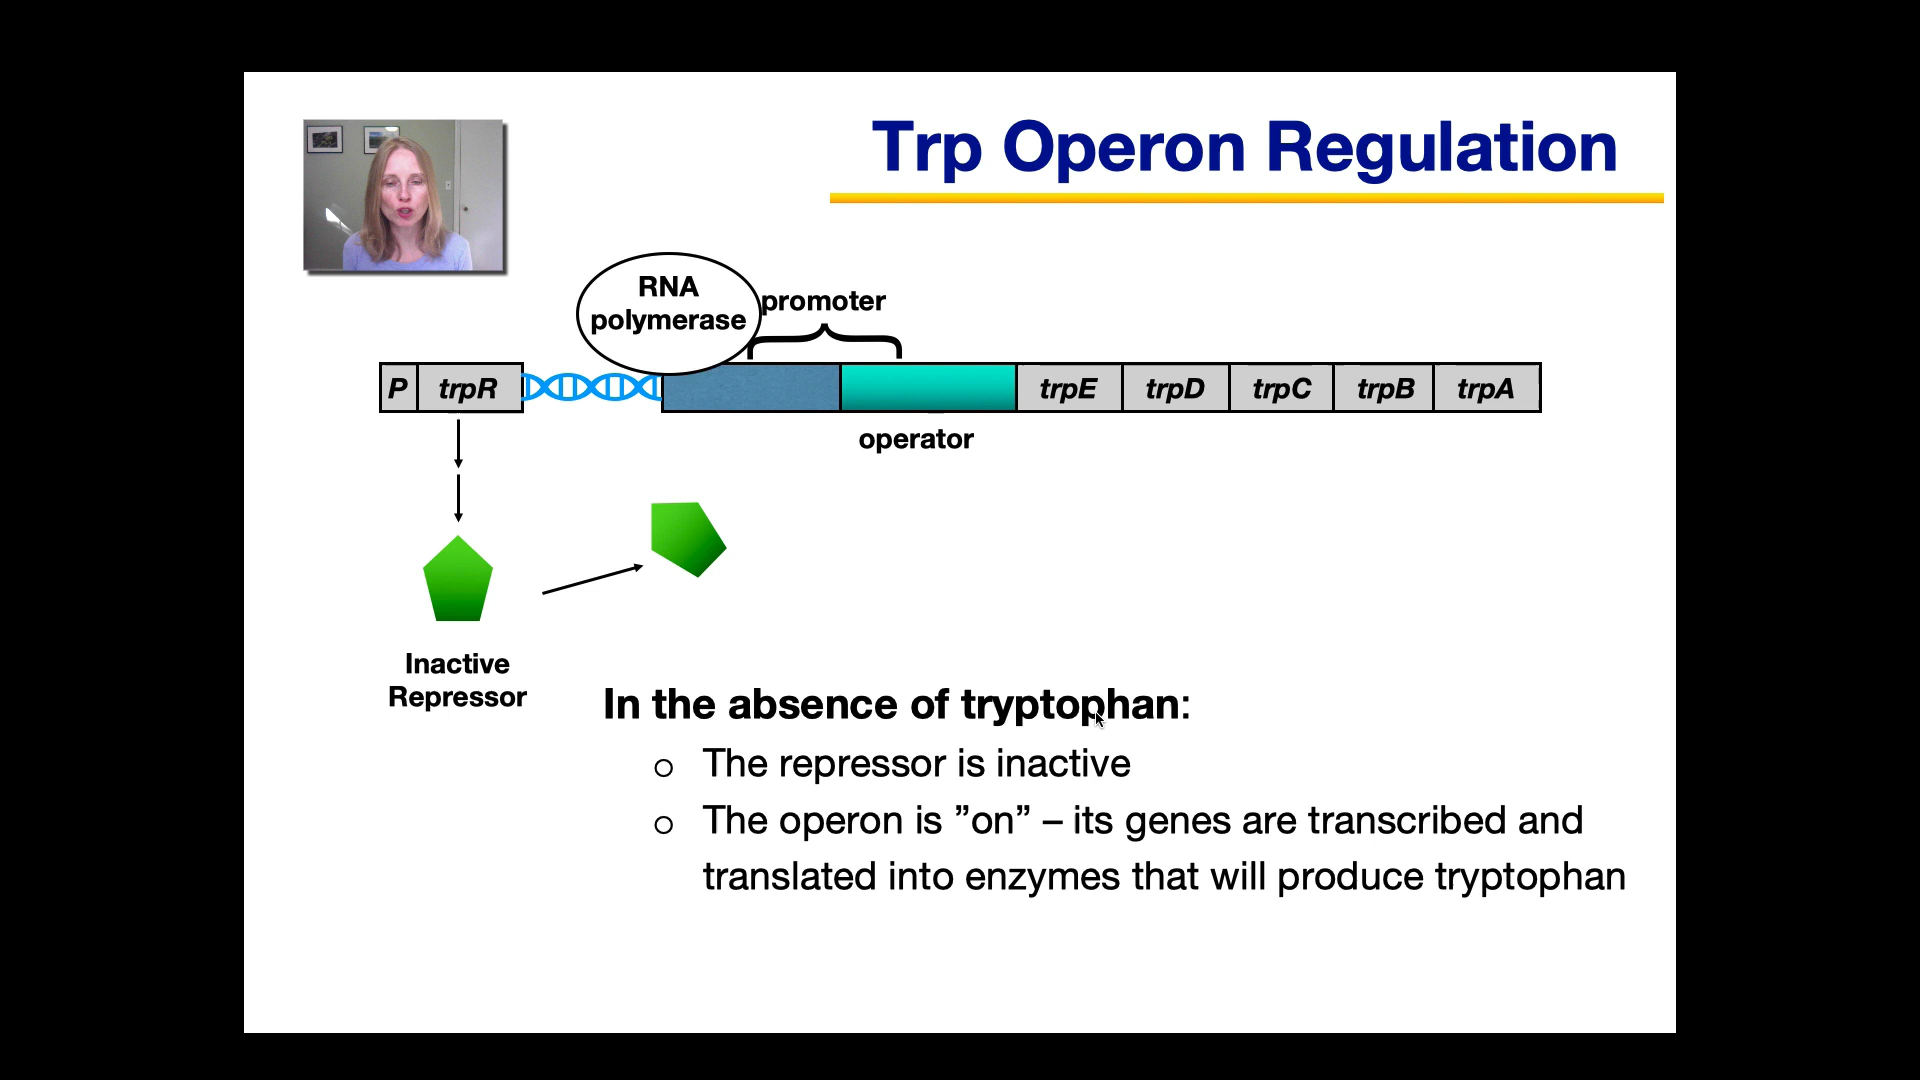 Trp Operon Regulation
RNA
polymerase
promoter
P trpR trpE trpD trpC trpB trpA
operator
Inactive
Repressor
In the absence of tryptophan:
○ The repressor is inactive
○ The operon is ”on” – its genes are transcribed and
translated into enzymes that will produce tryptophan